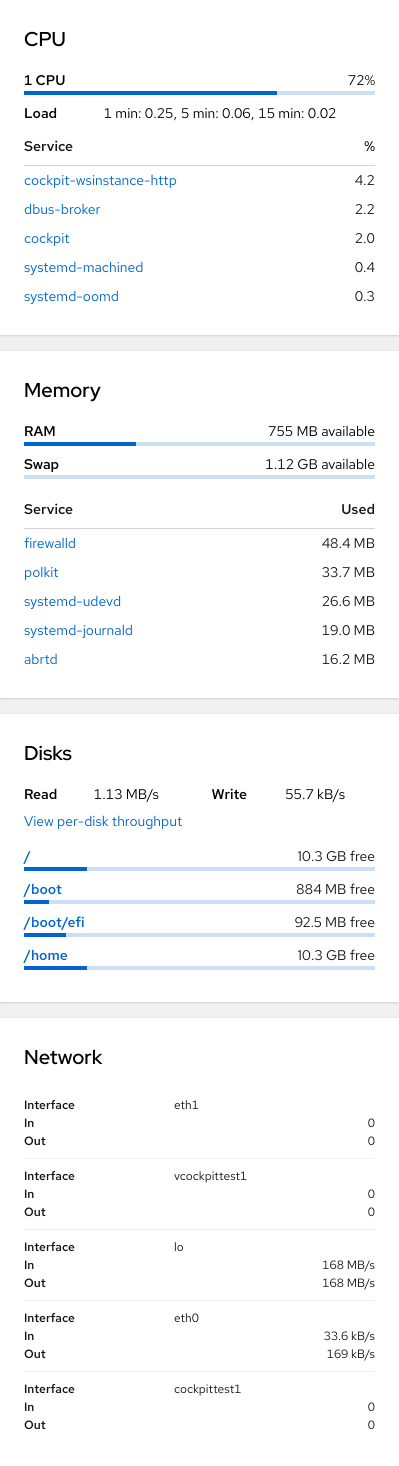 CPU
1 CPU 72%
Load 1 min: 0.25, 5 min: 0.06, 15 min: 0.02
Service %
cockpit-wsinstance-http 4.2
dbus-broker 2.2
cockpit 2.0
systemd-machined 0.4
systemd-oomd 0.3
Memory
RAM 755 MB available
Swap 1.12 GB available
Service Used
firewalld 48.4 MB
polkit 33.7 MB
systemd-udevd 26.6 MB
systemd-journald 19.0 MB
abrtd 16.2 MB
Disks
Read 1.13 MB/s Write 55.7 kB/s
View per-disk throughput
/ 10.3 GB free
/boot 884 MB free
/boot/efi 92.5 MB free
/home 10.3 GB free
Network
Interface eth1
In 0
Out 0
Interface vcockpittest1
In 0
Out 0
Interface lo
In 168 MB/s
Out 168 MB/s
Interface eth0
In 33.6 kB/s
Out 169 kB/s
Interface cockpittest1
In 0
Out 0